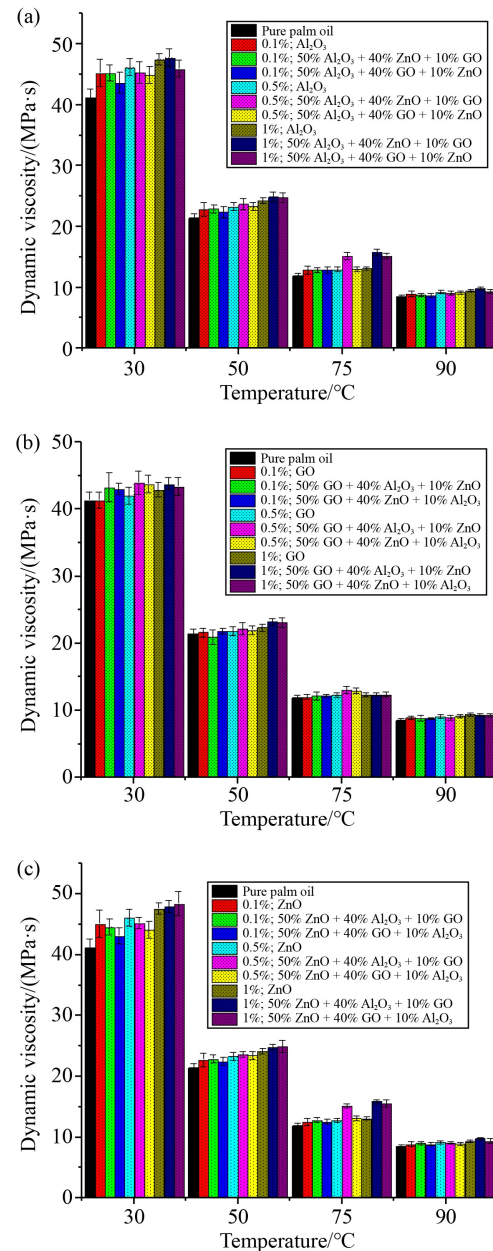 (a)
Dynamic viscosity/(MPa·s)
50
40
30
20
10
0
Pure palm oil
0.1%; Al₂O₃
0.1%; 50% Al₂O₃ + 40% ZnO + 10% GO
0.1%; 50% Al₂O₃ + 40% GO + 10% ZnO
0.5%; Al₂O₃
0.5%; 50% Al₂O₃ + 40% ZnO + 10% GO
0.5%; 50% Al₂O₃ + 40% GO + 10% ZnO
1%; Al₂O₃
1%; 50% Al₂O₃ + 40% ZnO + 10% GO
1%; 50% Al₂O₃ + 40% GO + 10% ZnO
30 50 75 90
Temperature/°C
(b)
Dynamic viscosity/(MPa·s)
50
40
30
20
10
0
Pure palm oil
0.1%; GO
0.1%; 50% GO + 40% Al₂O₃ + 10% ZnO
0.1%; 50% GO + 40% ZnO + 10% Al₂O₃
0.5%; GO
0.5%; 50% GO + 40% Al₂O₃ + 10% ZnO
0.5%; 50% GO + 40% ZnO + 10% Al₂O₃
1%; GO
1%; 50% GO + 40% Al₂O₃ + 10% ZnO
1%; 50% GO + 40% ZnO + 10% Al₂O₃
30 50 75 90
Temperature/°C
(c)
Dynamic viscosity/(MPa·s)
50
40
30
20
10
0
Pure palm oil
0.1%; ZnO
0.1%; 50% ZnO + 40% Al₂O₃ + 10% GO
0.1%; 50% ZnO + 40% GO + 10% Al₂O₃
0.5%; ZnO
0.5%; 50% ZnO + 40% Al₂O₃ + 10% GO
0.5%; 50% ZnO + 40% GO + 10% Al₂O₃
1%; ZnO
1%; 50% ZnO + 40% Al₂O₃ + 10% GO
1%; 50% ZnO + 40% GO + 10% Al₂O₃
30 50 75 90
Temperature/°C